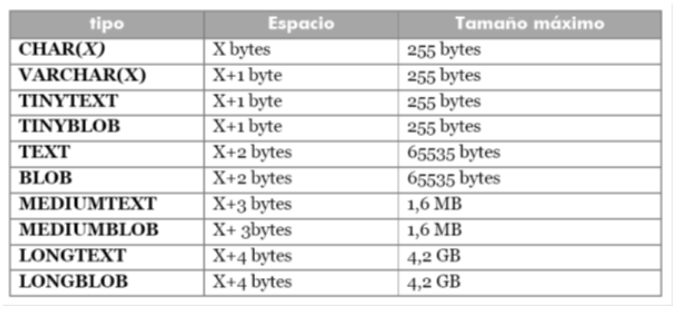 tipo Espacio Tamaño máximo
CHAR(X) X bytes 255 bytes
VARCHAR(X) X+1 byte 255 bytes
TINYTEXT X+1 byte 255 bytes
TINYBLOB X+1 byte 255 bytes
TEXT X+2 bytes 65535 bytes
BLOB X+2 bytes 65535 bytes
MEDIUMTEXT X+3 bytes 1,6 MB
MEDIUMBLOB X+ 3bytes 1,6 MB
LONGTEXT X+4 bytes 4,2 GB
LONGBLOB X+4 bytes 4,2 GB